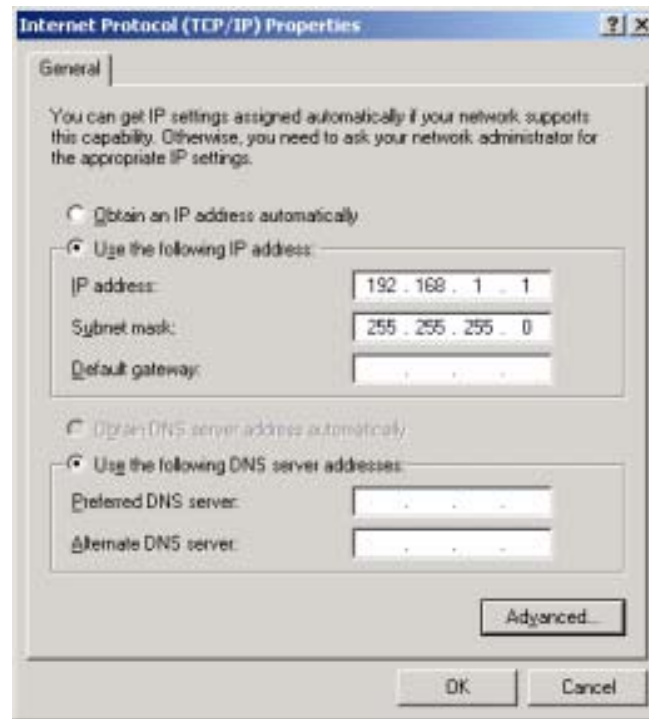 Internet Protocol (TCP/IP) Properties
General
You can get IP settings assigned automatically if your network supports
this capability. Otherwise, you need to ask your network administrator for
the appropriate IP settings.
Obtain an IP address automatically
Use the following IP address:
IP address: 192 . 168 . 1 . 1
Subnet mask: 255 . 255 . 255 . 0
Default gateway: . . .
Obtain DNS server address automatically
Use the following DNS server addresses:
Preferred DNS server: . . .
Alternate DNS server: . . .
Advanced...
OK Cancel